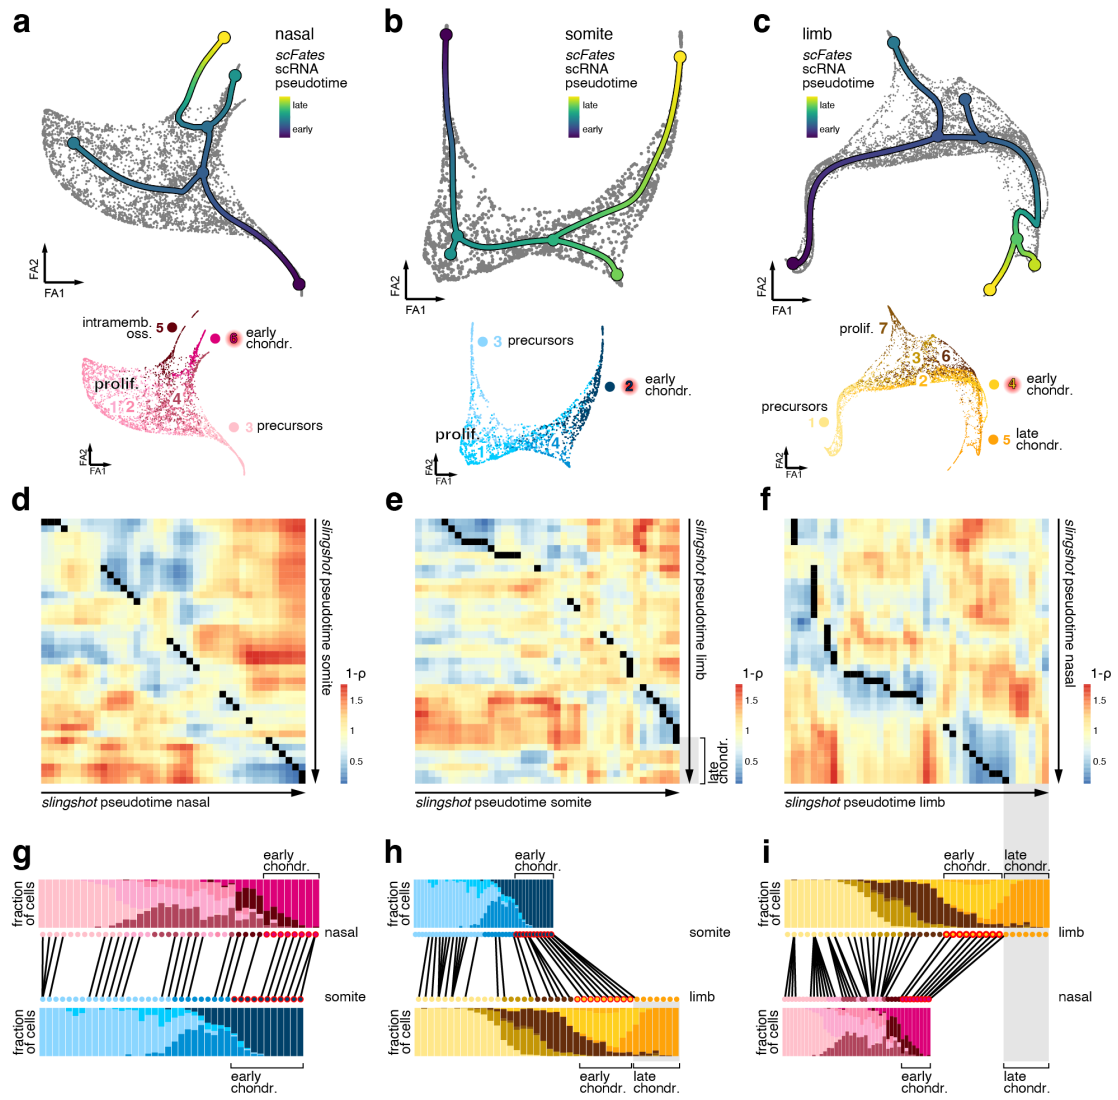 a
nasal
scFates
scRNA
pseudotime
late
early
FA2
FA1
intramemb.
oss.
5
6
early
chondr.
prolif.
1 2
4
3 precursors
FA2
FA1
b
somite
scFates
scRNA
pseudotime
late
early
FA2
FA1
3 precursors
2
early
chondr.
prolif.
1
4
FA2
FA1
c
limb
scFates
scRNA
pseudotime
late
early
FA2
FA1
prolif. 7
3
6
2
4
early
chondr.
precursors
1
5
late
chondr.
FA2
FA1
d
slingshot pseudotime somite
1-ρ
1.5
1
0.5
slingshot pseudotime nasal
e
slingshot pseudotime limb
1-ρ
1.5
1
0.5
late
chondr.
slingshot pseudotime somite
f
slingshot pseudotime nasal
1-ρ
1.5
1
0.5
slingshot pseudotime limb
g
early
chondr.
fraction
of cells
nasal
somite
fraction
of cells
early
chondr.
h
early
chondr.
fraction
of cells
somite
limb
fraction
of cells
early
chondr.
late
chondr.
i
early
chondr.
late
chondr.
fraction
of cells
limb
nasal
fraction
of cells
early
chondr.
late
chondr.